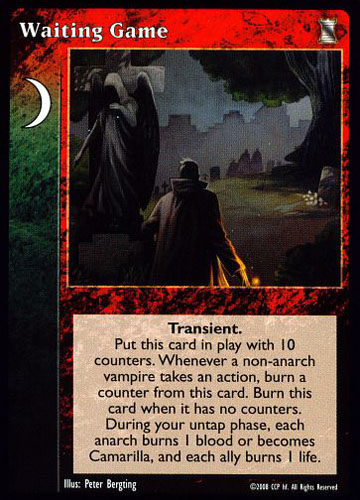 Waiting Game
Transient.
Put this card in play with 10
counters. Whenever a non-anarch
vampire takes an action, burn a
counter from this card. Burn this
card when it has no counters.
During your untap phase, each
anarch burns 1 blood or becomes
Camarilla, and each ally burns 1 life.
Illus: Peter Bergting
©2008 CCP hf. All Rights Reserved